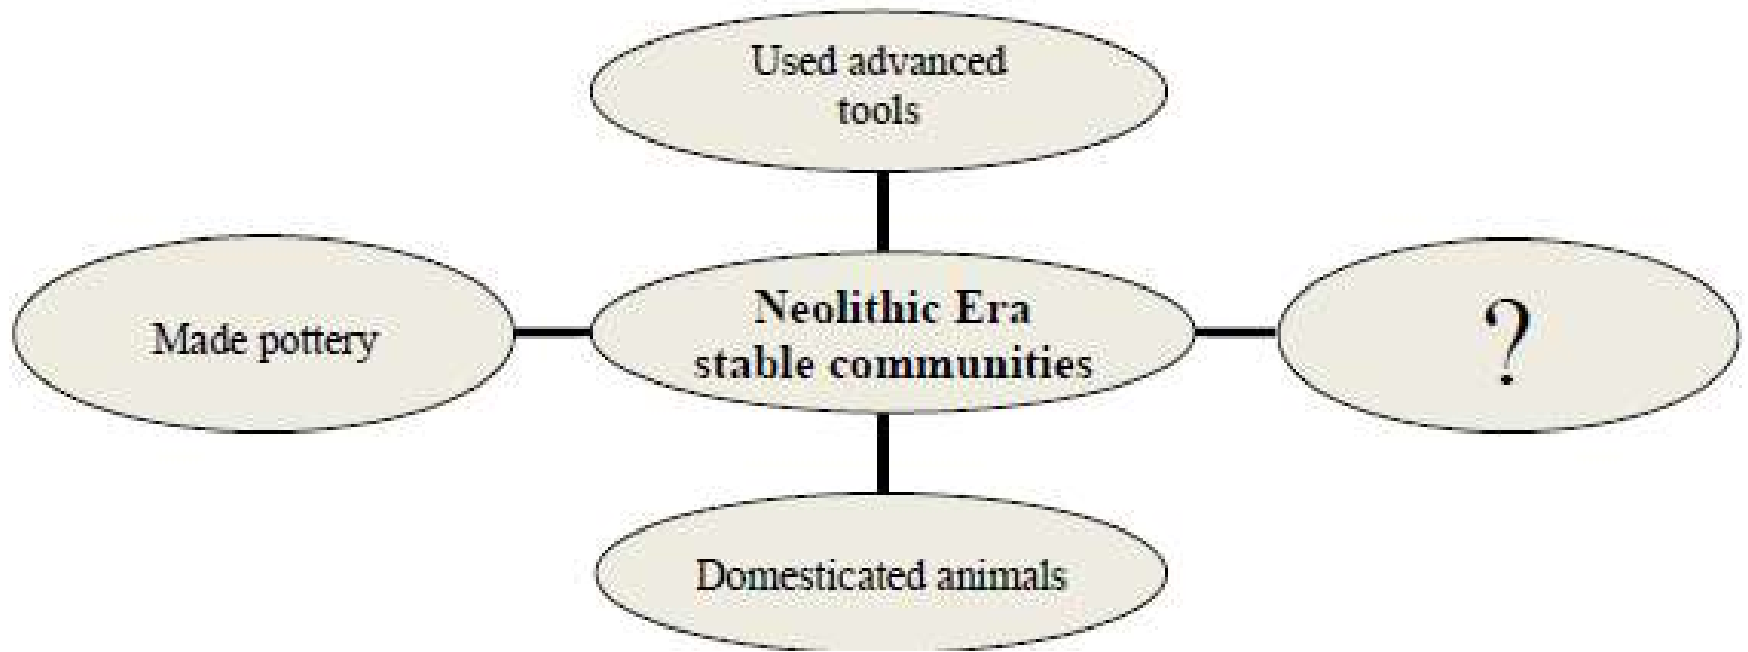 Used advanced
tools
Made pottery
Neolithic Era
stable communities
?
Domesticated animals